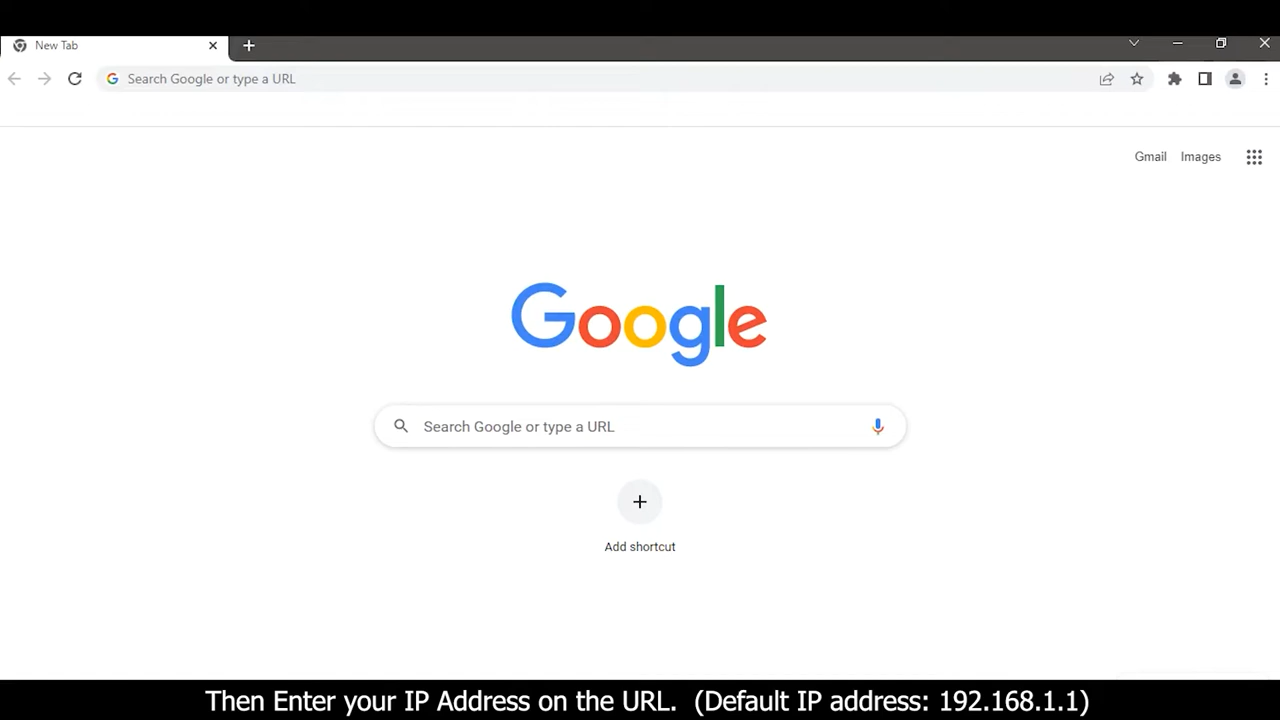 New Tab
Search Google or type a URL
Gmail Images
Google
Search Google or type a URL
Add shortcut
Then Enter your IP Address on the URL. (Default IP address: 192.168.1.1)